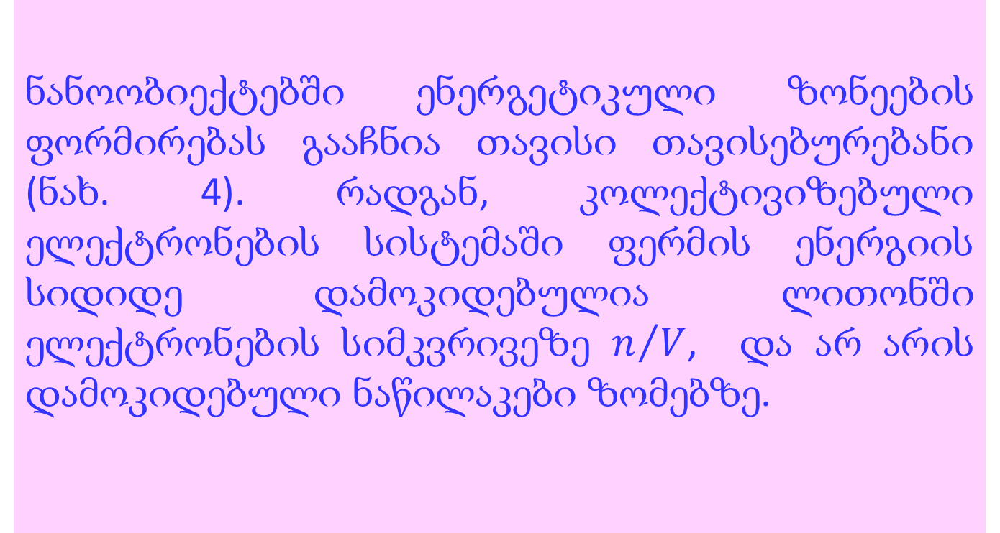 ნანოობიექტებში ენერგეტიკული ზონეების
ფორმირებას გააჩნია თავისი თავისებურებანი
(ნახ. 4). რადგან, კოლექტივიზებული
ელექტრონების სისტემაში ფერმის ენერგიის
სიდიდე დამოკიდებულია ლითონში
ელექტრონების სიმკვრივეზე n/V, და არ არის
დამოკიდებული ნაწილაკები ზომებზე.